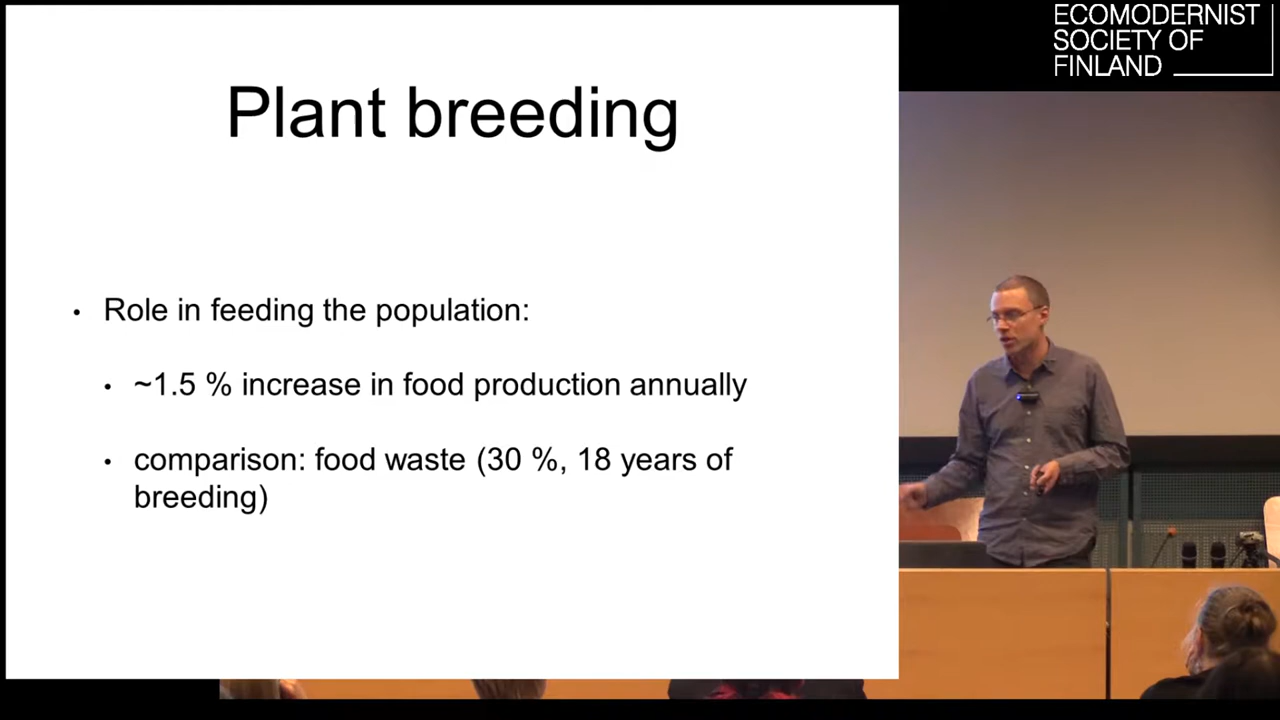 ECOMODERNIST
SOCIETY OF
FINLAND
Plant breeding
• Role in feeding the population:
• ~1.5 % increase in food production annually
• comparison: food waste (30 %, 18 years of
breeding)